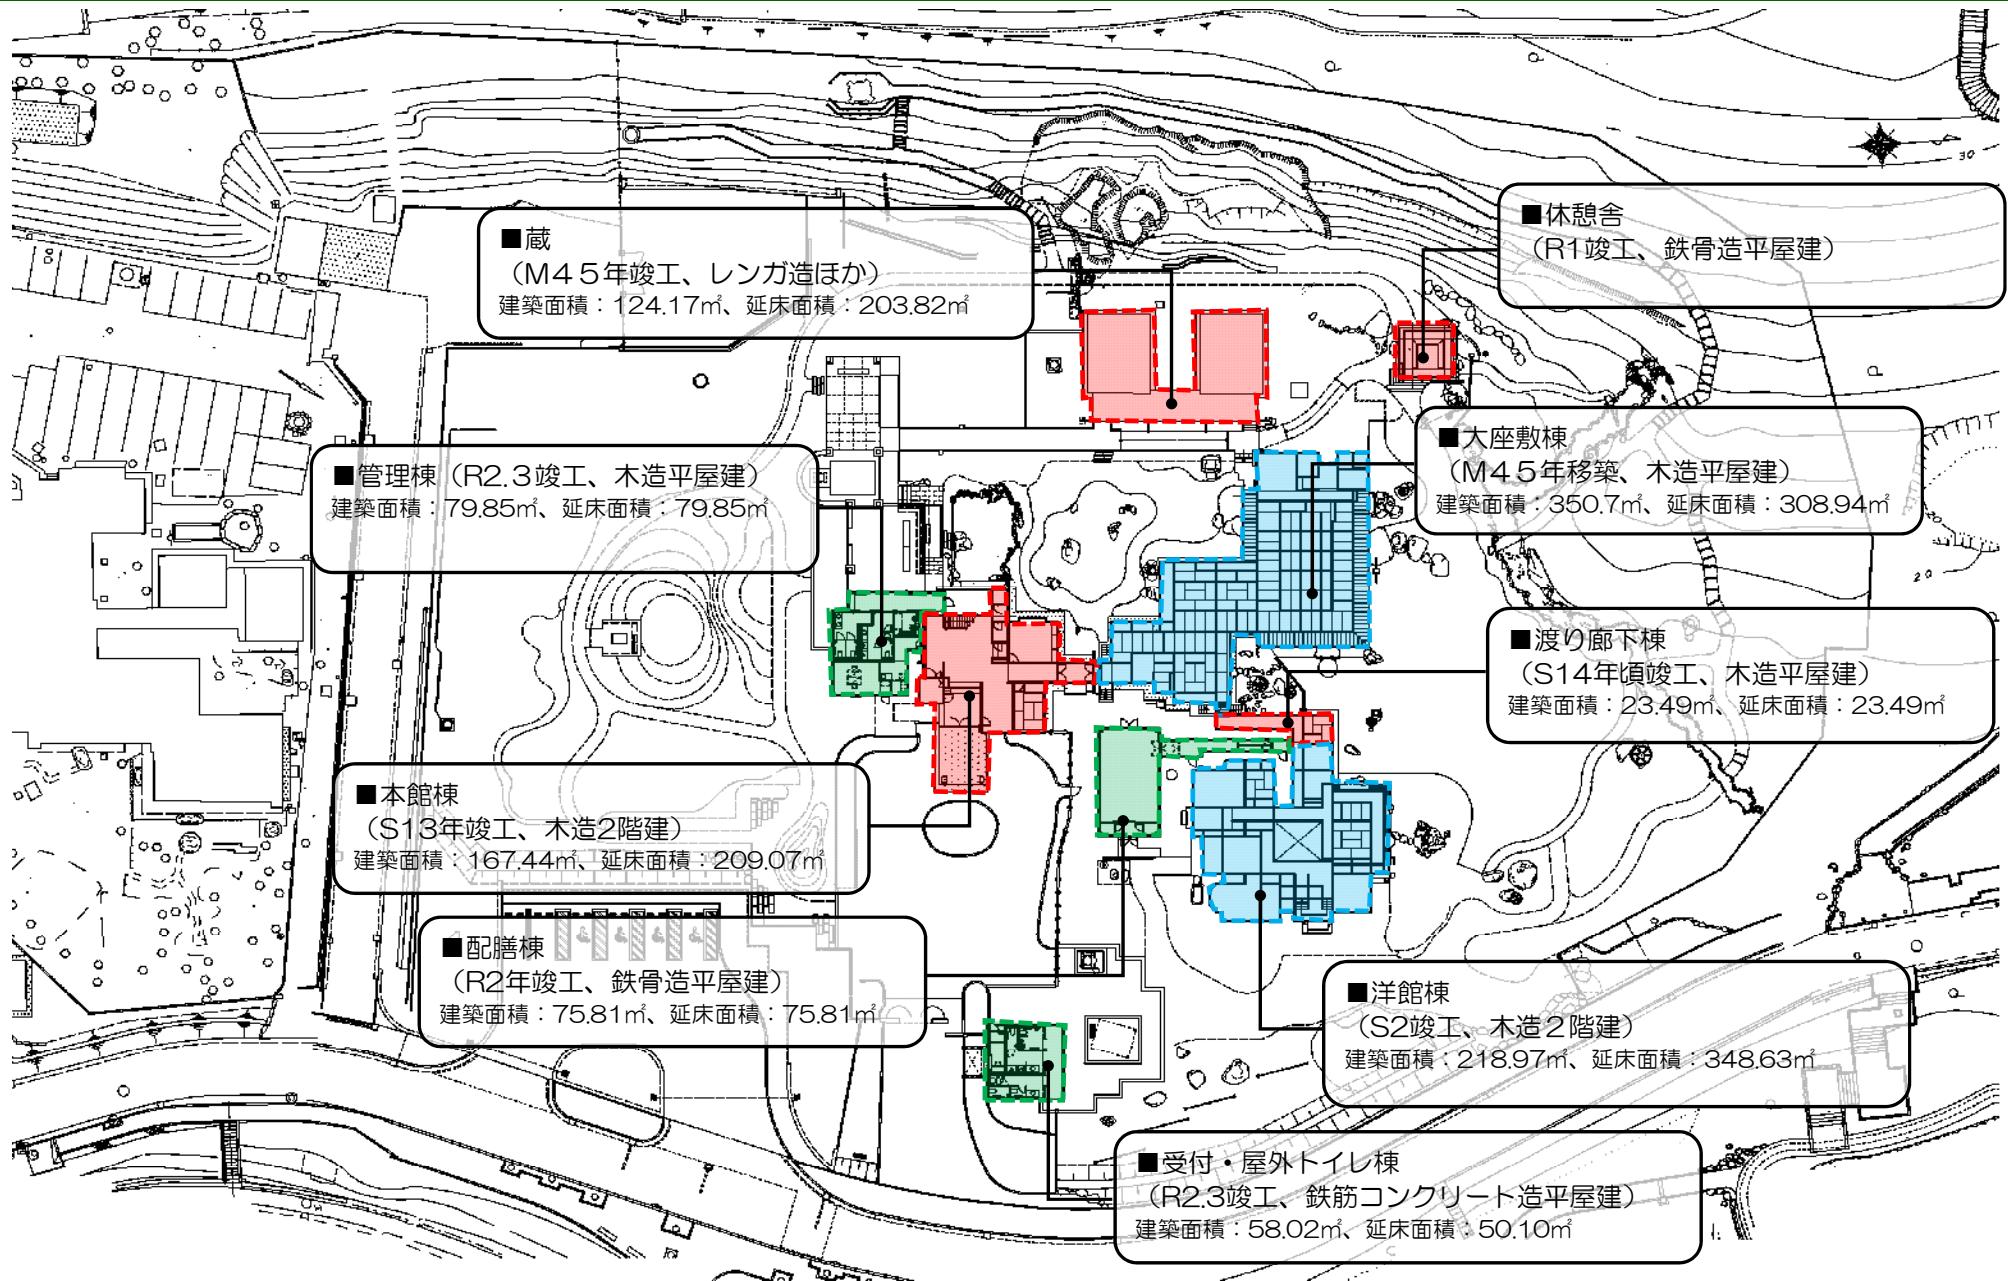 30
■休憩舎
（R1竣工、鉄骨造平屋建）
■蔵
（M45年竣工、レンガ造ほか）
建築面積：124.17㎡、延床面積：203.82㎡
■大座敷棟
（M45年移築、木造平屋建）
建築面積：350.7㎡、延床面積：308.94㎡
■管理棟（R2.3竣工、木造平屋建）
建築面積：79.85㎡、延床面積：79.85㎡
20
■渡り廊下棟
（S14年頃竣工、木造平屋建）
建築面積：23.49㎡、延床面積：23.49㎡
■本館棟
（S13年竣工、木造2階建）
建築面積：167.44㎡、延床面積：209.07㎡
■配膳棟
（R2年竣工、鉄骨造平屋建）
建築面積：75.81㎡、延床面積：75.81㎡
■洋館棟
（S2竣工、木造２階建）
建築面積：218.97㎡、延床面積：348.63㎡
■受付・屋外トイレ棟
（R2.3竣工、鉄筋コンクリート造平屋建）
建築面積：58.02㎡、延床面積：50.10㎡